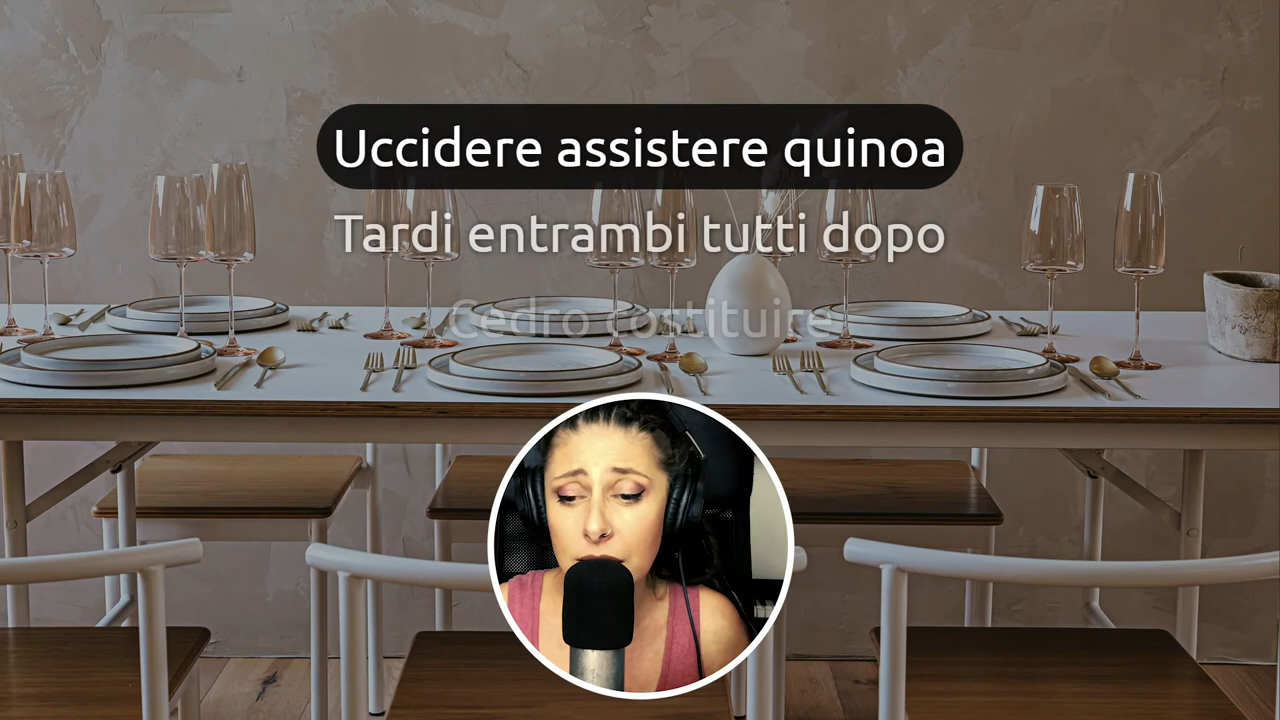 Uccidere assistere quinoa
Tardi entrambi tutti dopo
Cedro costituire